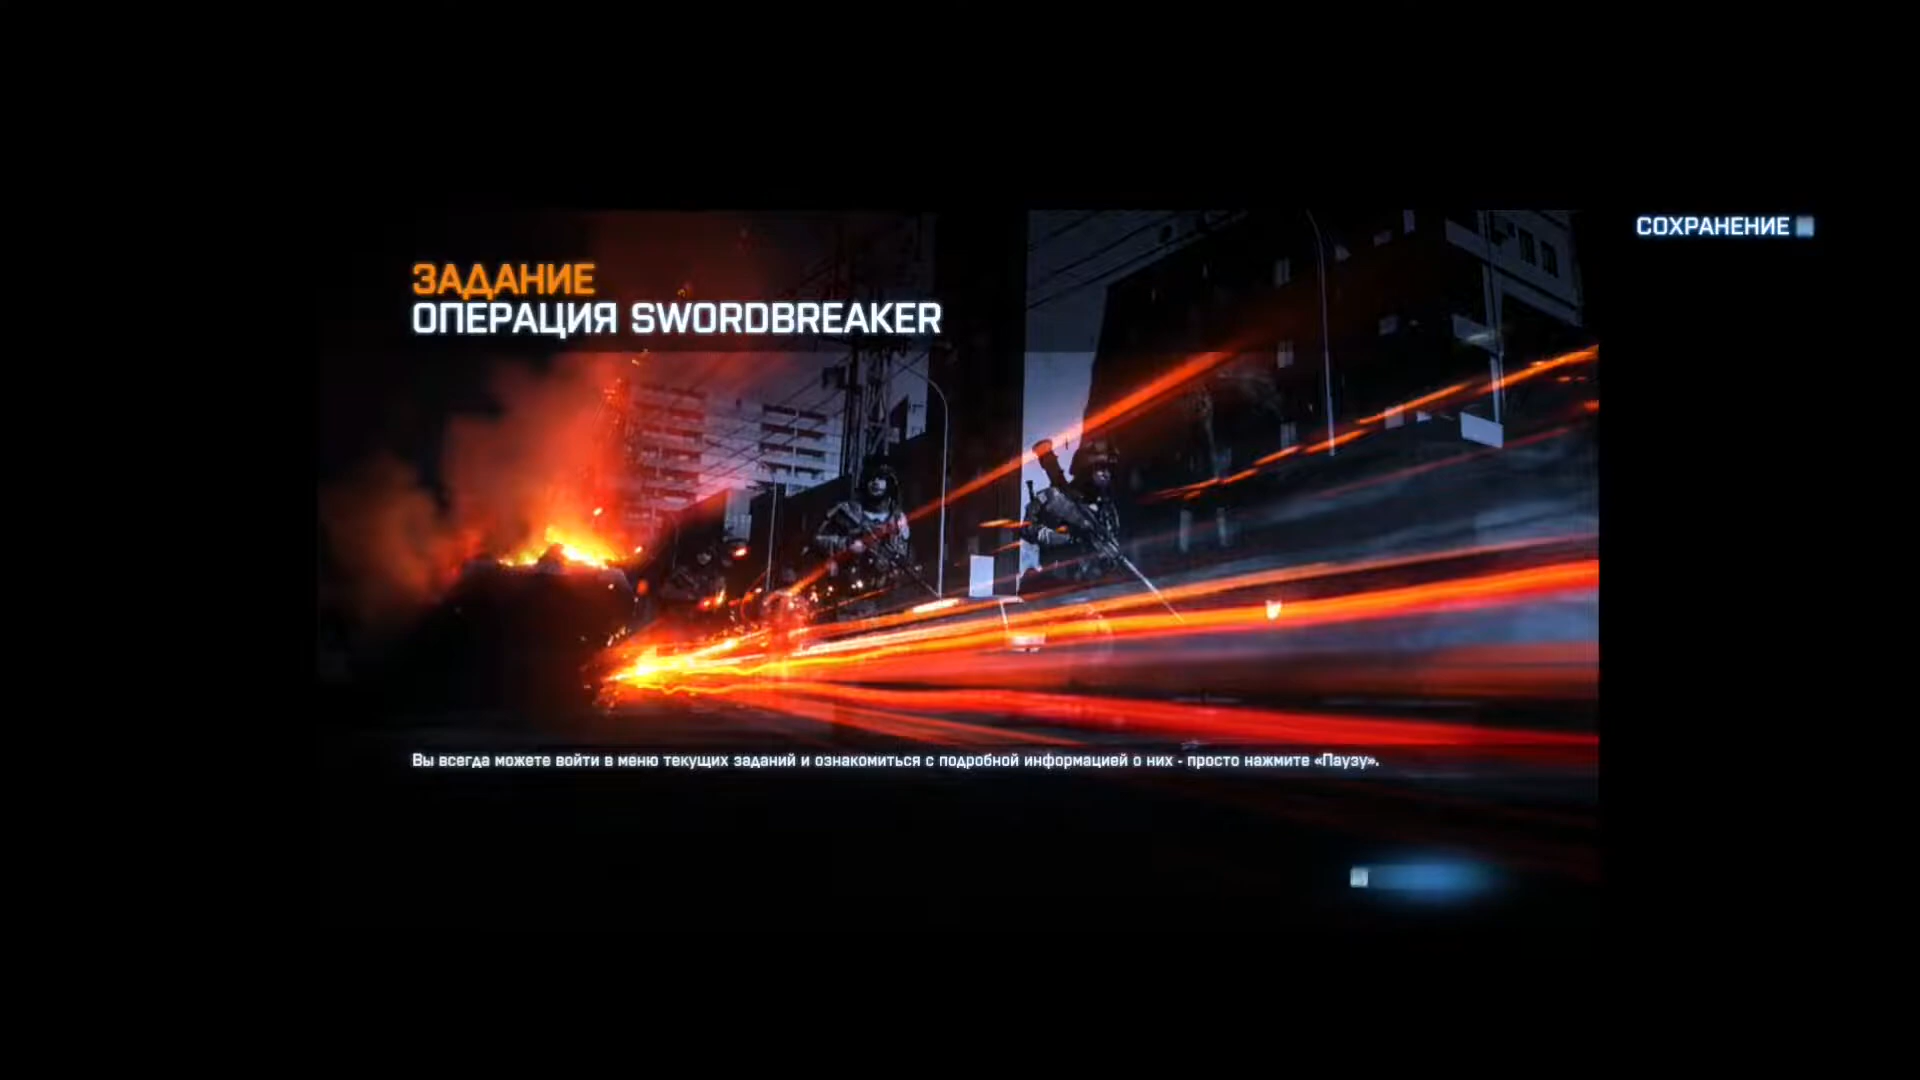 СОХРАНЕНИЕ
ЗАДАНИЕ
ОПЕРАЦИЯ SWORDBREAKER
Вы всегда можете войти в меню текущих заданий и ознакомиться с подробной информацией о них - просто нажмите «Паузу».